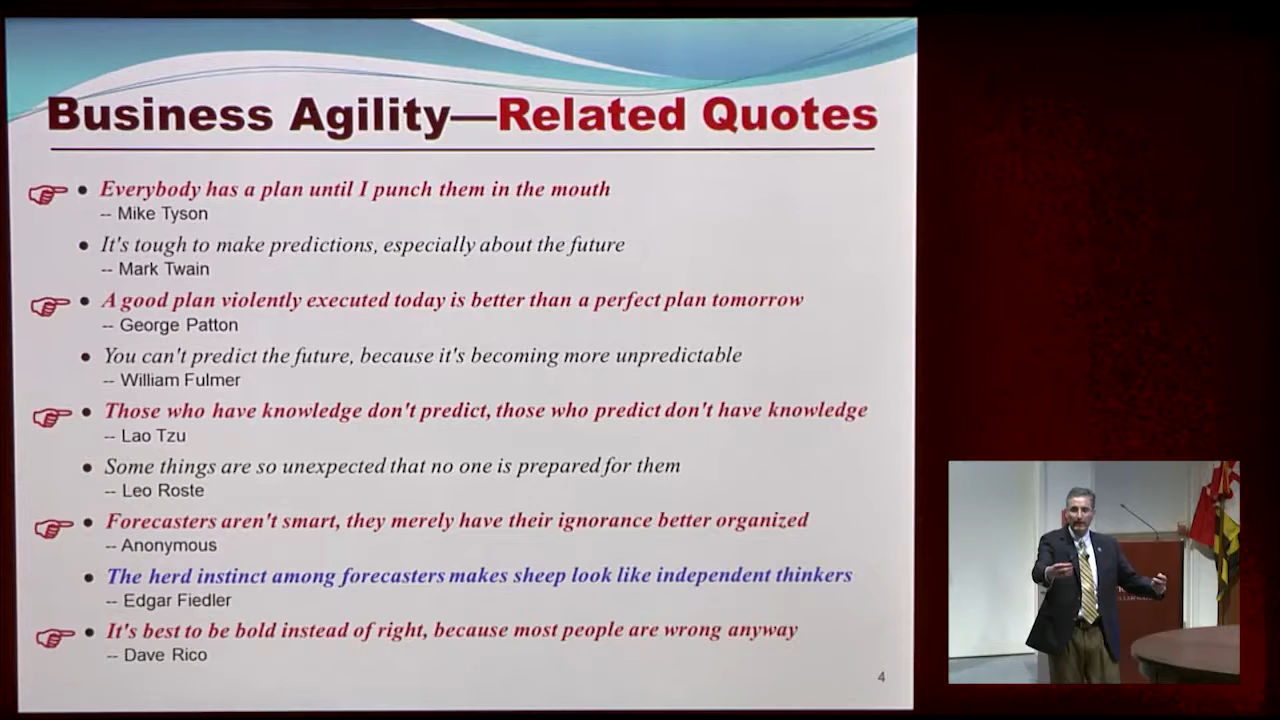 Business Agility—Related Quotes
• Everybody has a plan until I punch them in the mouth
-- Mike Tyson
• It's tough to make predictions, especially about the future
-- Mark Twain
• A good plan violently executed today is better than a perfect plan tomorrow
-- George Patton
• You can't predict the future, because it's becoming more unpredictable
-- William Fulmer
• Those who have knowledge don't predict, those who predict don't have knowledge
-- Lao Tzu
• Some things are so unexpected that no one is prepared for them
-- Leo Roste
• Forecasters aren't smart, they merely have their ignorance better organized
-- Anonymous
• The herd instinct among forecasters makes sheep look like independent thinkers
-- Edgar Fiedler
• It's best to be bold instead of right, because most people are wrong anyway
-- Dave Rico
4